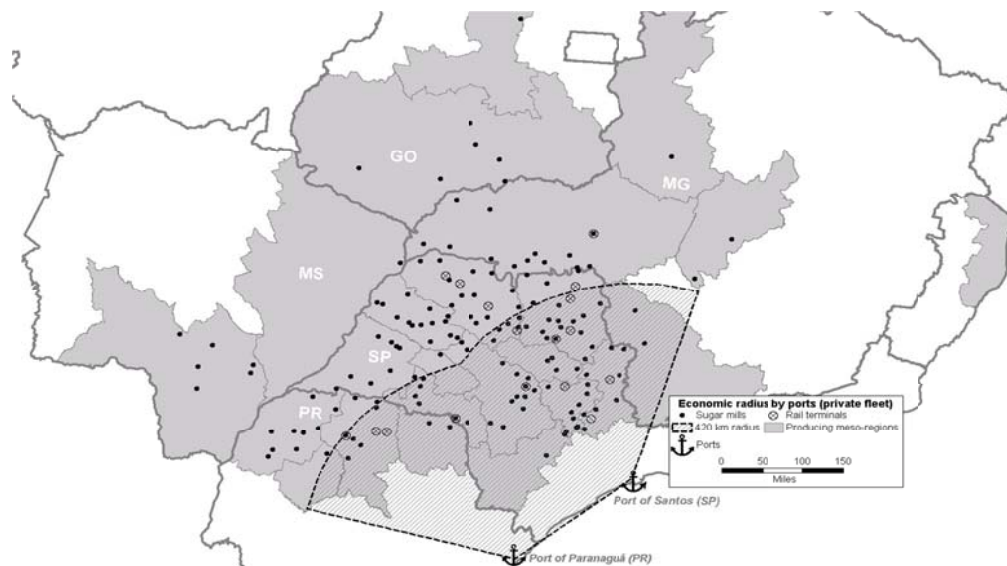 GO
MG
MS
SP
PR
Economic radius by ports (private fleet)
Sugar mills
Rail terminals
420 km radius
Producing meso-regions
Ports
0 50 100 150
Miles
Port of Santos (SP)
Port of Paranaguá (PR)